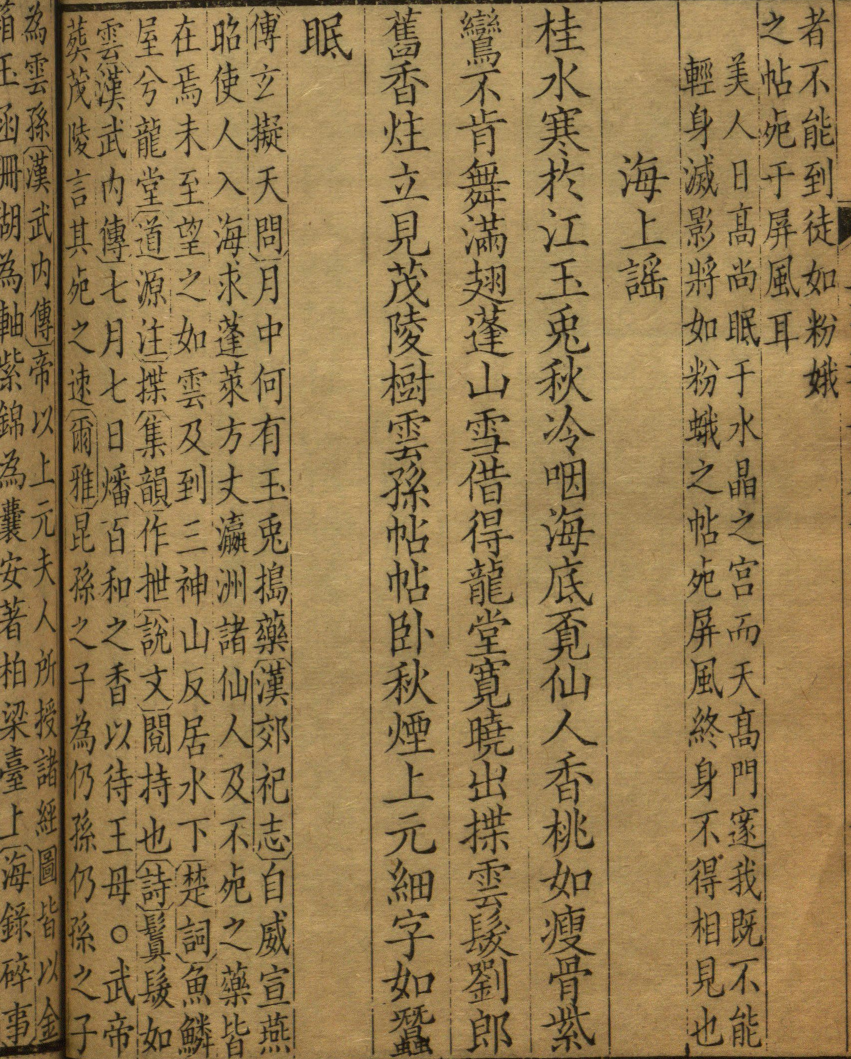 者不能到徒如粉娥
之帖死于屏風耳
美人日高尚眠于水晶之宫而天髙門𮟏我既不能
輕身滅影將如粉蛾之帖死屏風終身不得相見也
海上謡
桂水寒於江玉兎秋冷咽海底覔仙人香桃如瘦骨紫
鸞不肯舞滿翅蓬山雪借得龍堂寛曉出揲雲髮劉郎
舊香炷立見茂陵樹雲孫帖帖卧秋煙上元細字如蠶
眠
傅玄擬天問月中何有玉兎搗藥漢郊祀志自威宣燕
昭使人入海求蓬萊方丈瀛洲諸仙人及不死之藥皆
在焉未至望之如雲及到三神山反居水下楚詞魚鱗
屋兮龍堂道源注揲集韻作抴說文閱持也詩鬒髮如
雲漢武内傳七月七日燔百和之香以待王母○武帝
葬茂陵言其死之速爾雅昆孫之子為仍孫仍孫之子
為雲孫漢武内傳帝以上元夫人所授諸經圖皆以金
箱玉函珊瑚為軸紫錦為囊安著柏梁臺上海錄碎事